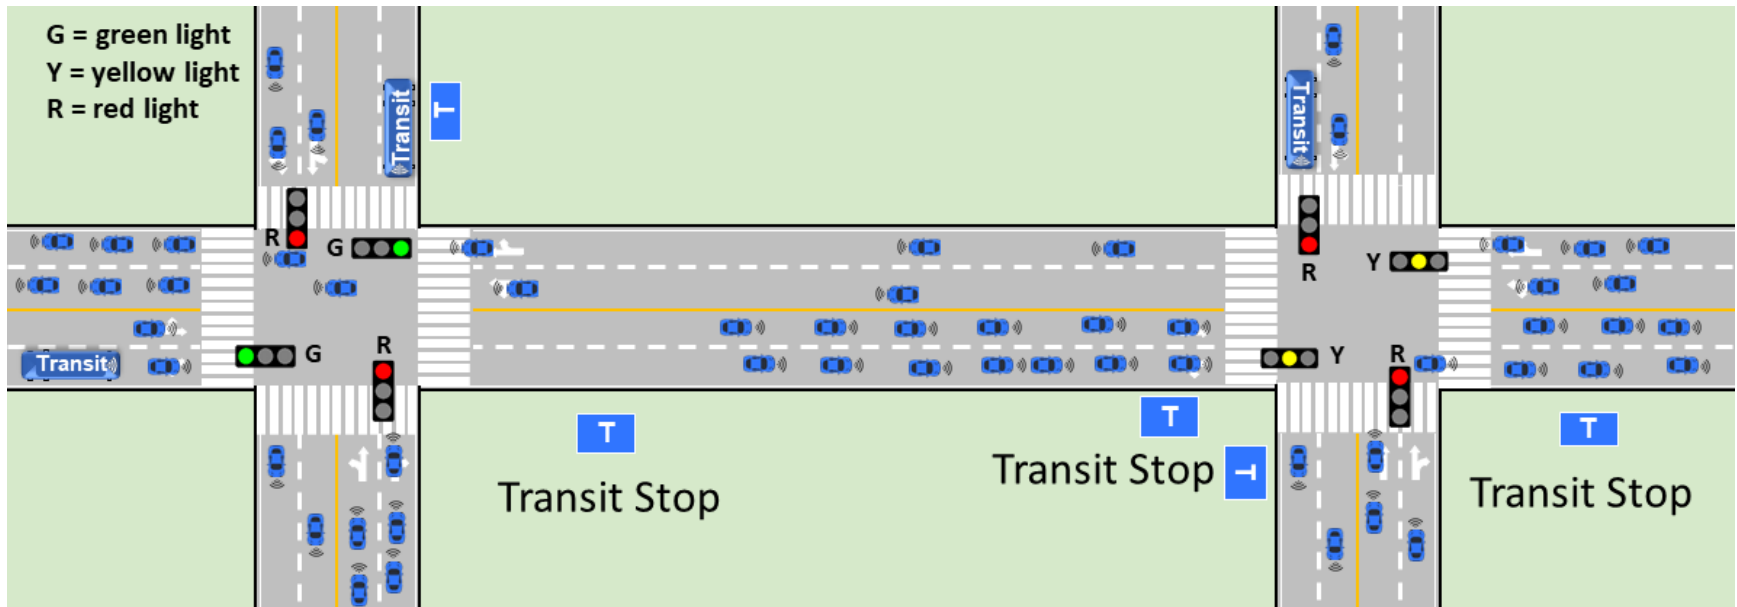 G = green light
Y = yellow light
R = red light
Transit
T
Transit
R
G
R
Y
Transit
G
R
Y
R
T
T
T
T
Transit Stop
Transit Stop
Transit Stop